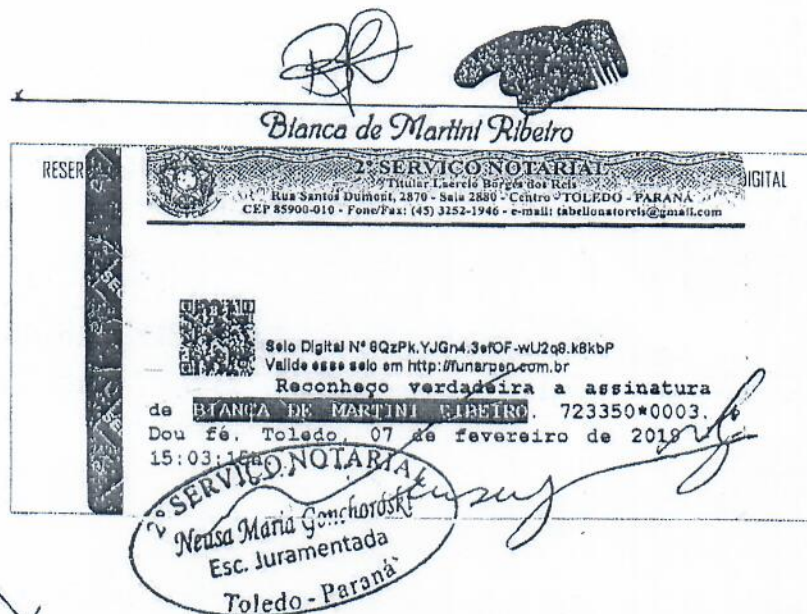 Bianca de Martini Ribeiro
RESER
IGITAL
2º SERVIÇO NOTARIAL
Titular Laercio Borges dos Reis
Rua Santos Dumont, 2870 - Sala 2880 - Centro - TOLEDO - PARANÁ
CEP 85900-010 - Fone/Fax: (45) 3252-1946 - e-mail: tabelionatoreis@gmail.com
Selo Digital Nº 6QzPk.YJGn4.3efOF-wU2q8.k8kbP
Valide esse selo em http://funarpen.com.br
Reconheço verdadeira a assinatura
de BIANCA DE MARTINI RIBEIRO. 723350*0003.
Dou fé. Toledo, 07 de fevereiro de 2019
15:03:15h
2º SERVIÇO NOTARIAL
Neusa Maria Gonchoroski
Esc. Juramentada
Toledo - Paraná